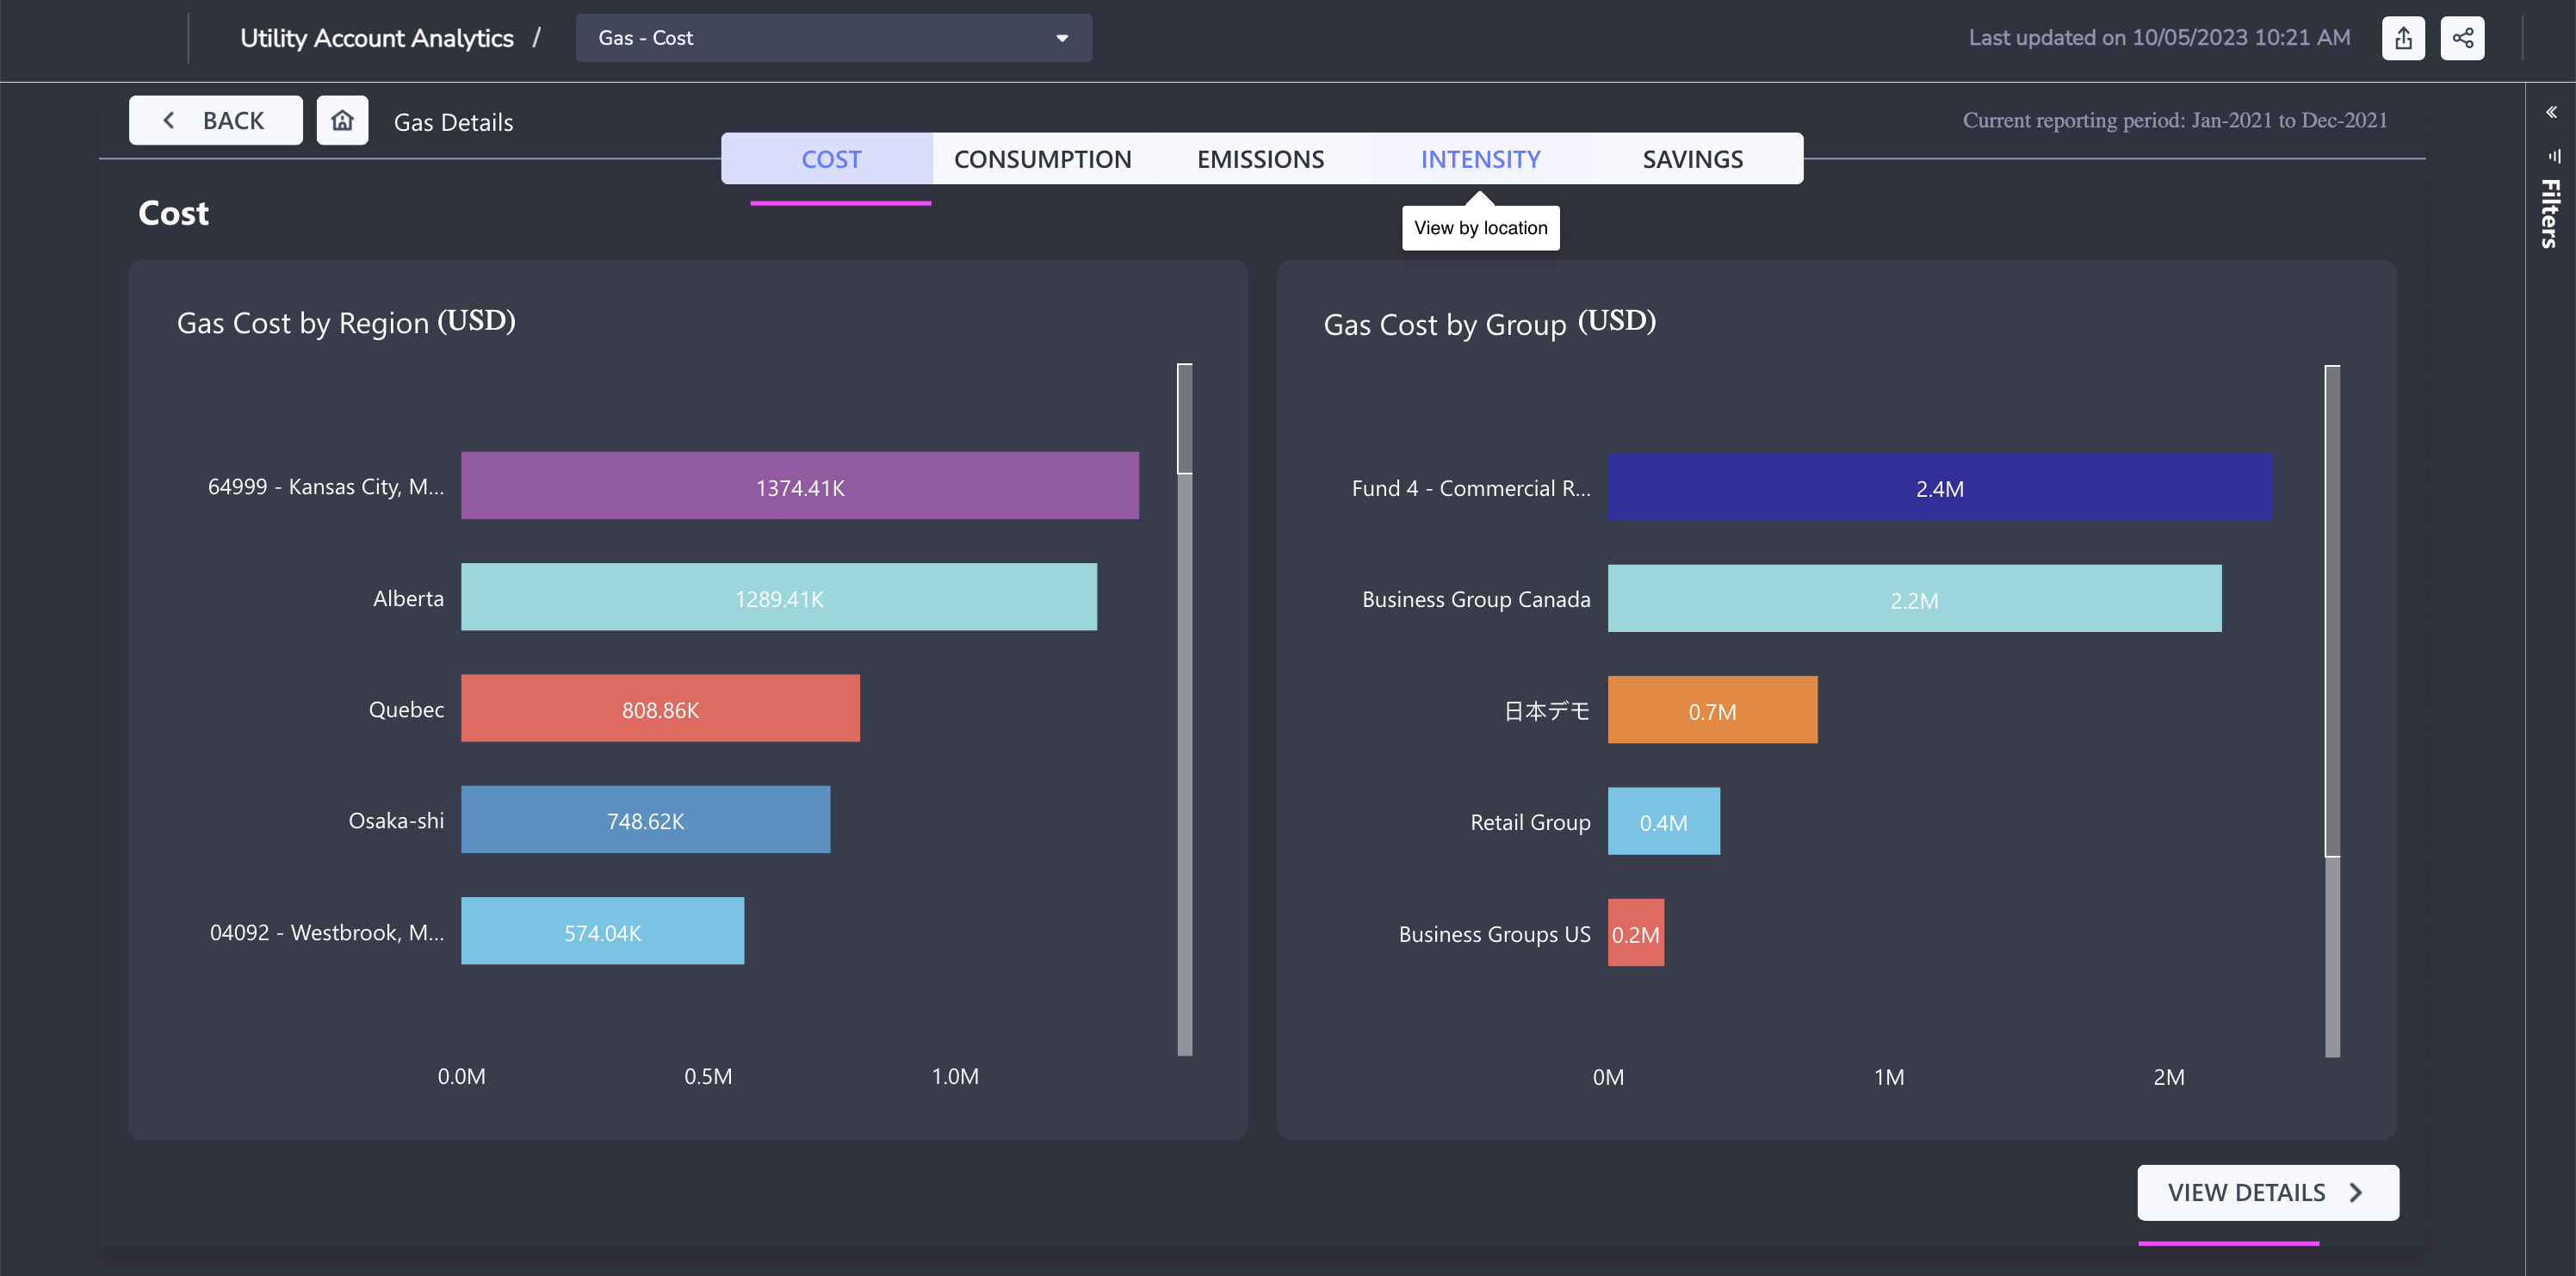 Utility Account Analytics / Gas - Cost Last updated on 10/05/2023 10:21 AM
BACK Gas Details Current reporting period: Jan-2021 to Dec-2021
COST CONSUMPTION EMISSIONS INTENSITY SAVINGS
View by location
Filters
Cost
Gas Cost by Region (USD)
64999 - Kansas City, M... 1374.41K
Alberta 1289.41K
Quebec 808.86K
Osaka-shi 748.62K
04092 - Westbrook, M... 574.04K
0.0M 0.5M 1.0M
Gas Cost by Group (USD)
Fund 4 - Commercial R... 2.4M
Business Group Canada 2.2M
日本デモ 0.7M
Retail Group 0.4M
Business Groups US 0.2M
0M 1M 2M
VIEW DETAILS